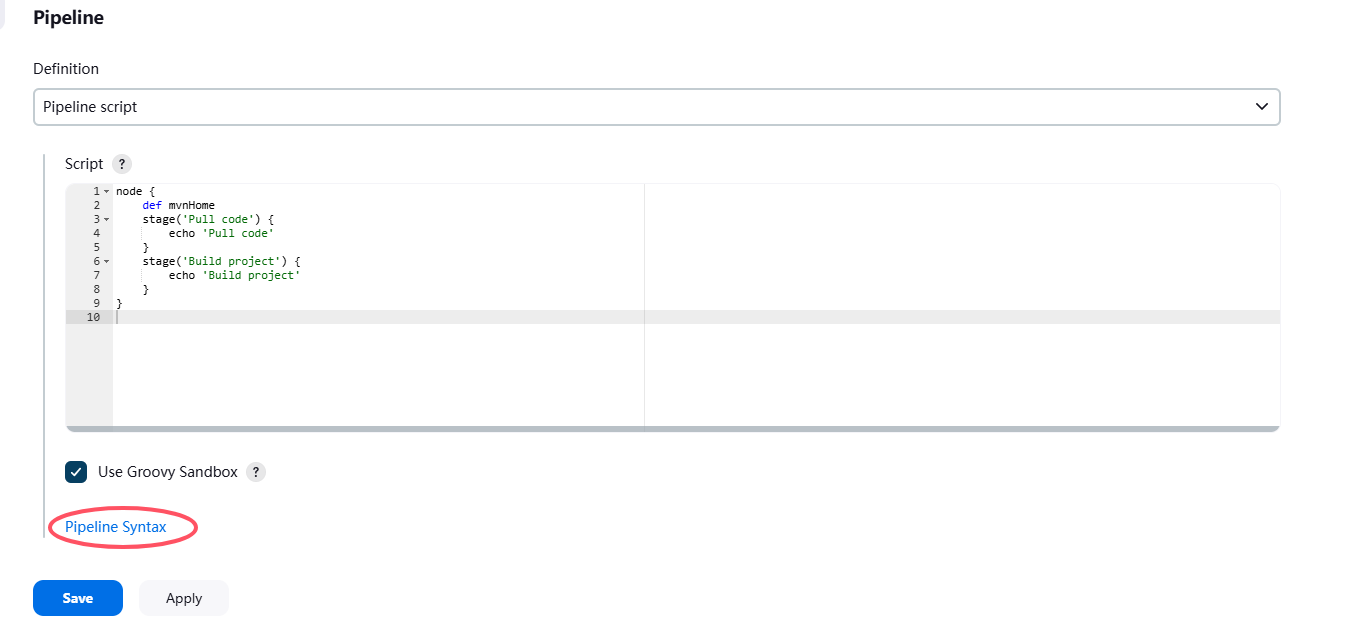 Pipeline
Definition
Pipeline script
Script ?
1 node {
2     def mvnHome
3     stage('Pull code') {
4         echo 'Pull code'
5     }
6     stage('Build project') {
7         echo 'Build project'
8     }
9 }
10
Use Groovy Sandbox ?
Pipeline Syntax
Save Apply